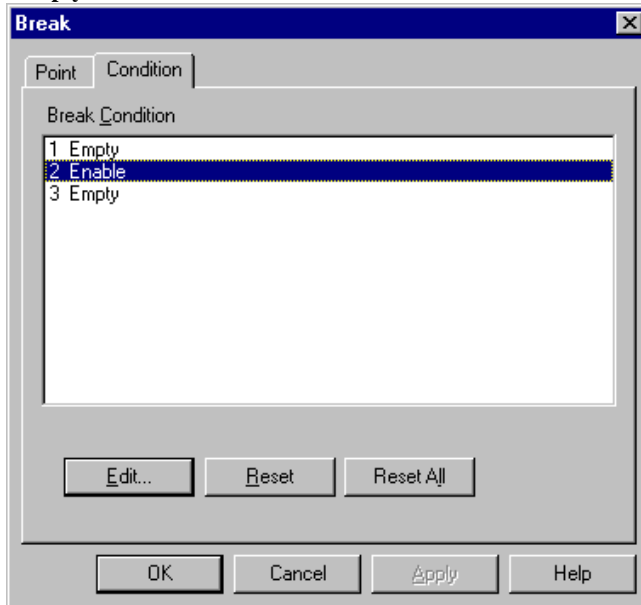 Break
Point Condition
Break Condition
1 Empty
2 Enable
3 Empty
Edit... Reset Reset All
OK Cancel Apply Help